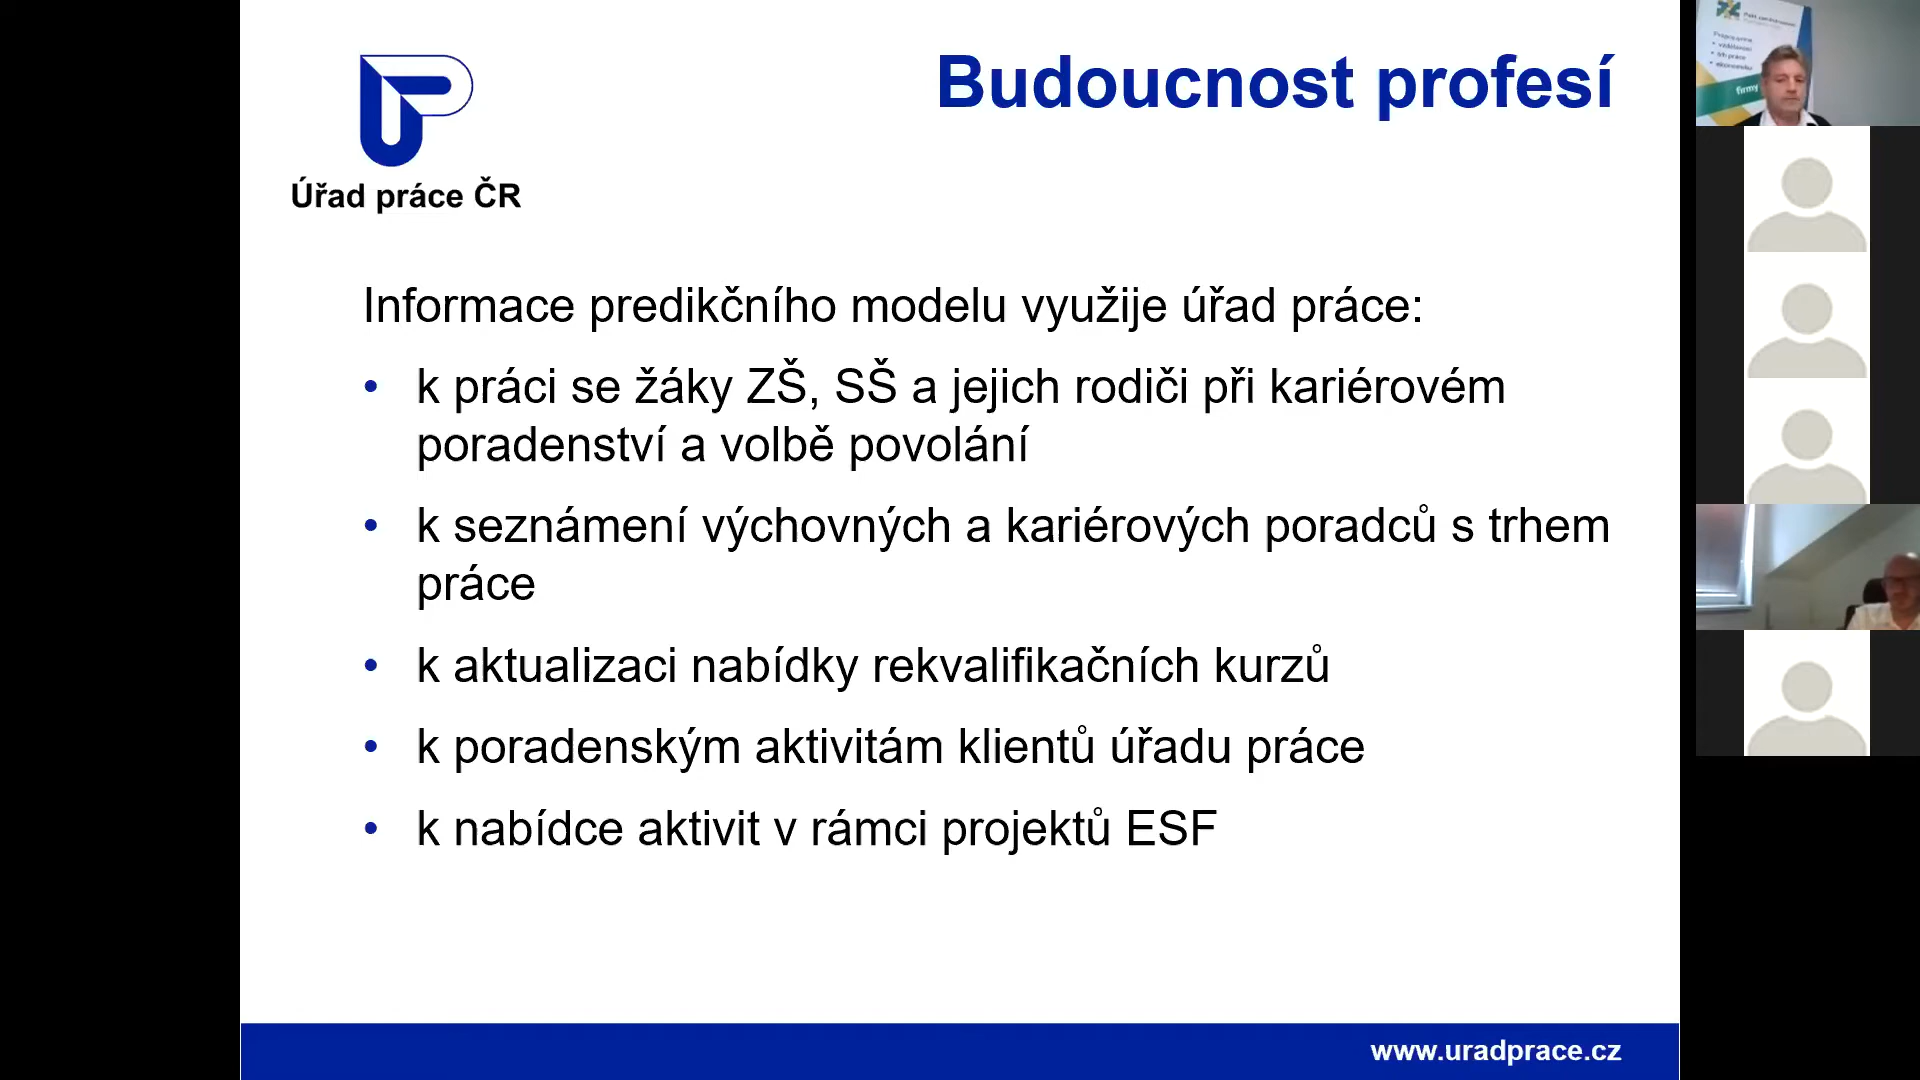 Budoucnost profesí
Úřad práce ČR
Informace predikčního modelu využije úřad práce:
• k práci se žáky ZŠ, SŠ a jejich rodiči při kariérovém
poradenství a volbě povolání
• k seznámení výchovných a kariérových poradců s trhem
práce
• k aktualizaci nabídky rekvalifikačních kurzů
• k poradenským aktivitám klientů úřadu práce
• k nabídce aktivit v rámci projektů ESF
www.uradprace.cz
firmy